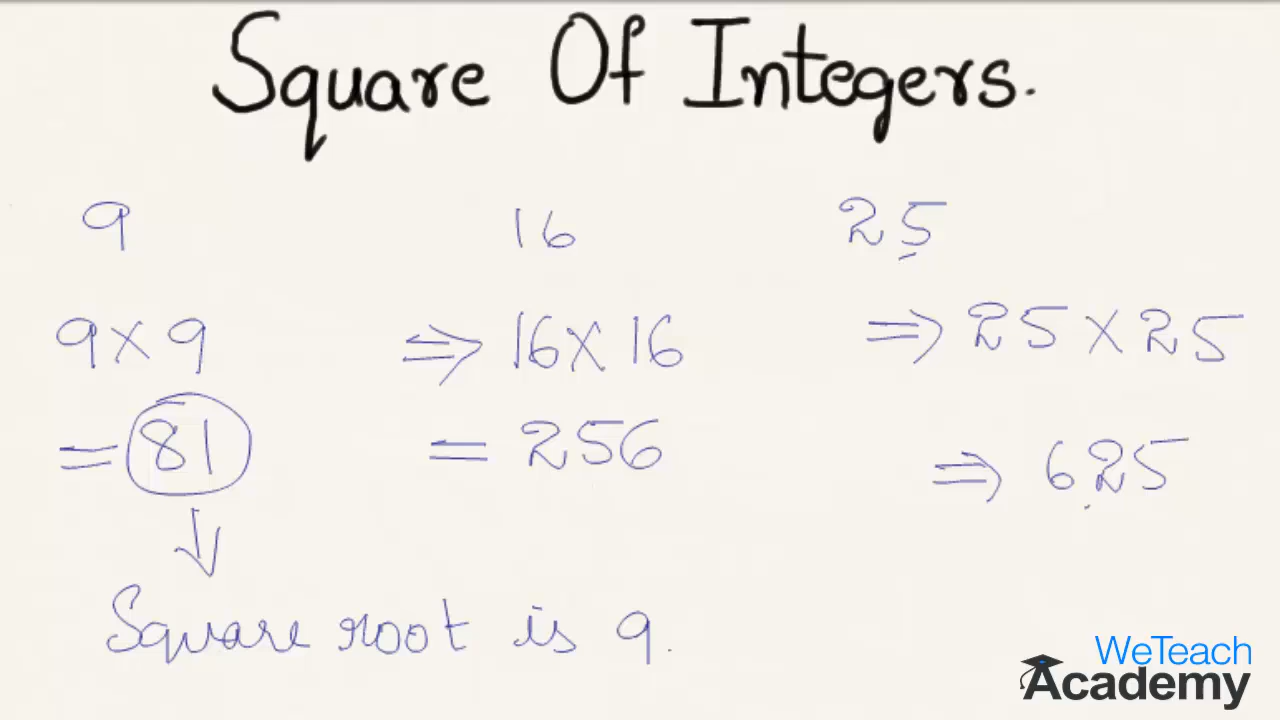 Square Of Integers.
9 16 25
9 × 9 ⇒ 16 × 16 ⇒ 25 × 25
= 81 = 256 ⇒ 625
Square root is 9.
WeTeach
Academy